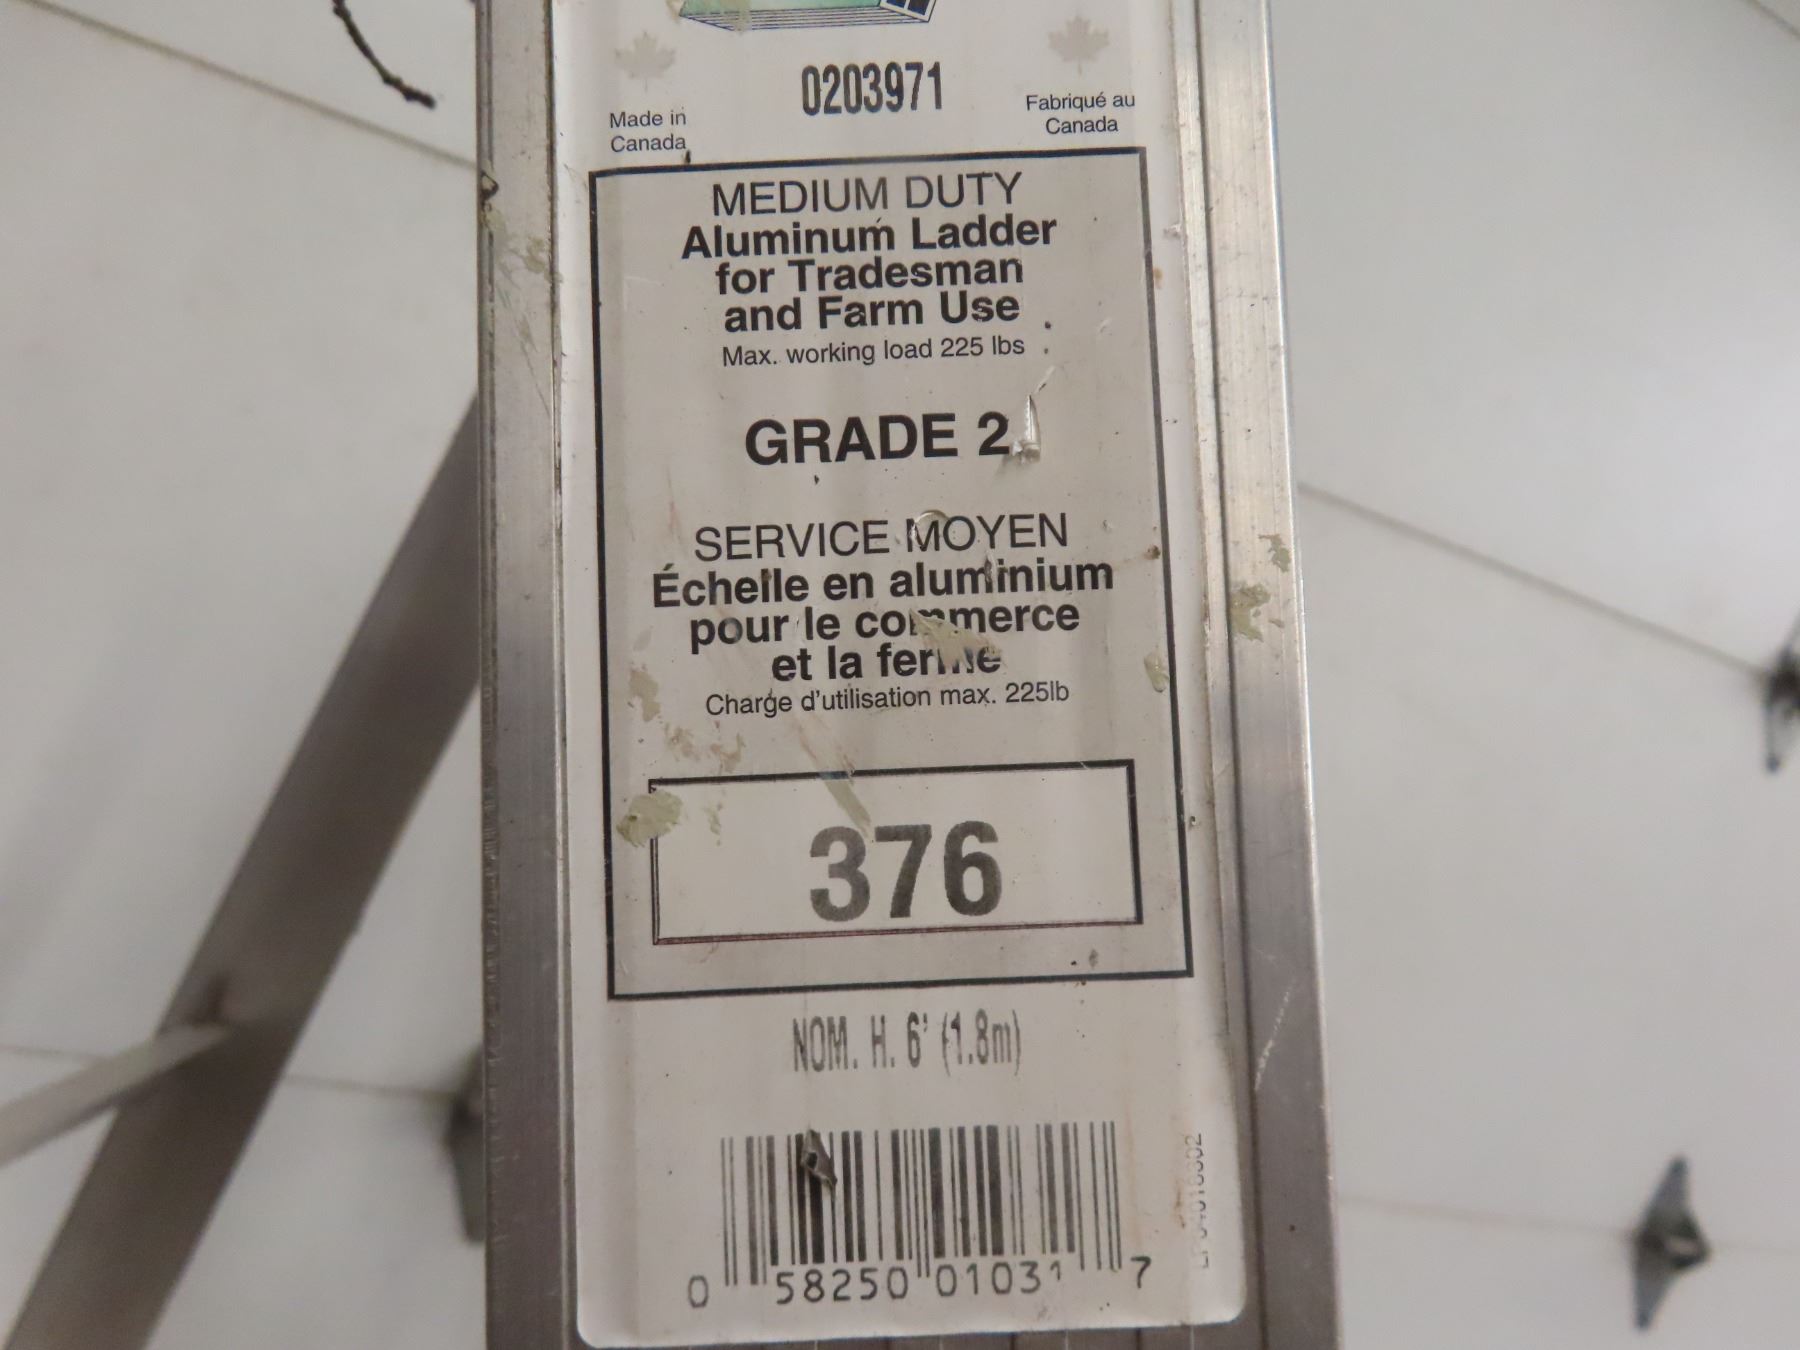 0203971
Made in
Canada
Fabriqué au
Canada
MEDIUM DUTY
Aluminum Ladder
for Tradesman
and Farm Use
Max. working load 225 lbs
GRADE 2
SERVICE MOYEN
Échelle en aluminium
pour le commerce
et la ferme
Charge d'utilisation max. 225lb
376
NOM. H. 6' (1.8m)
0 58250 01031 7